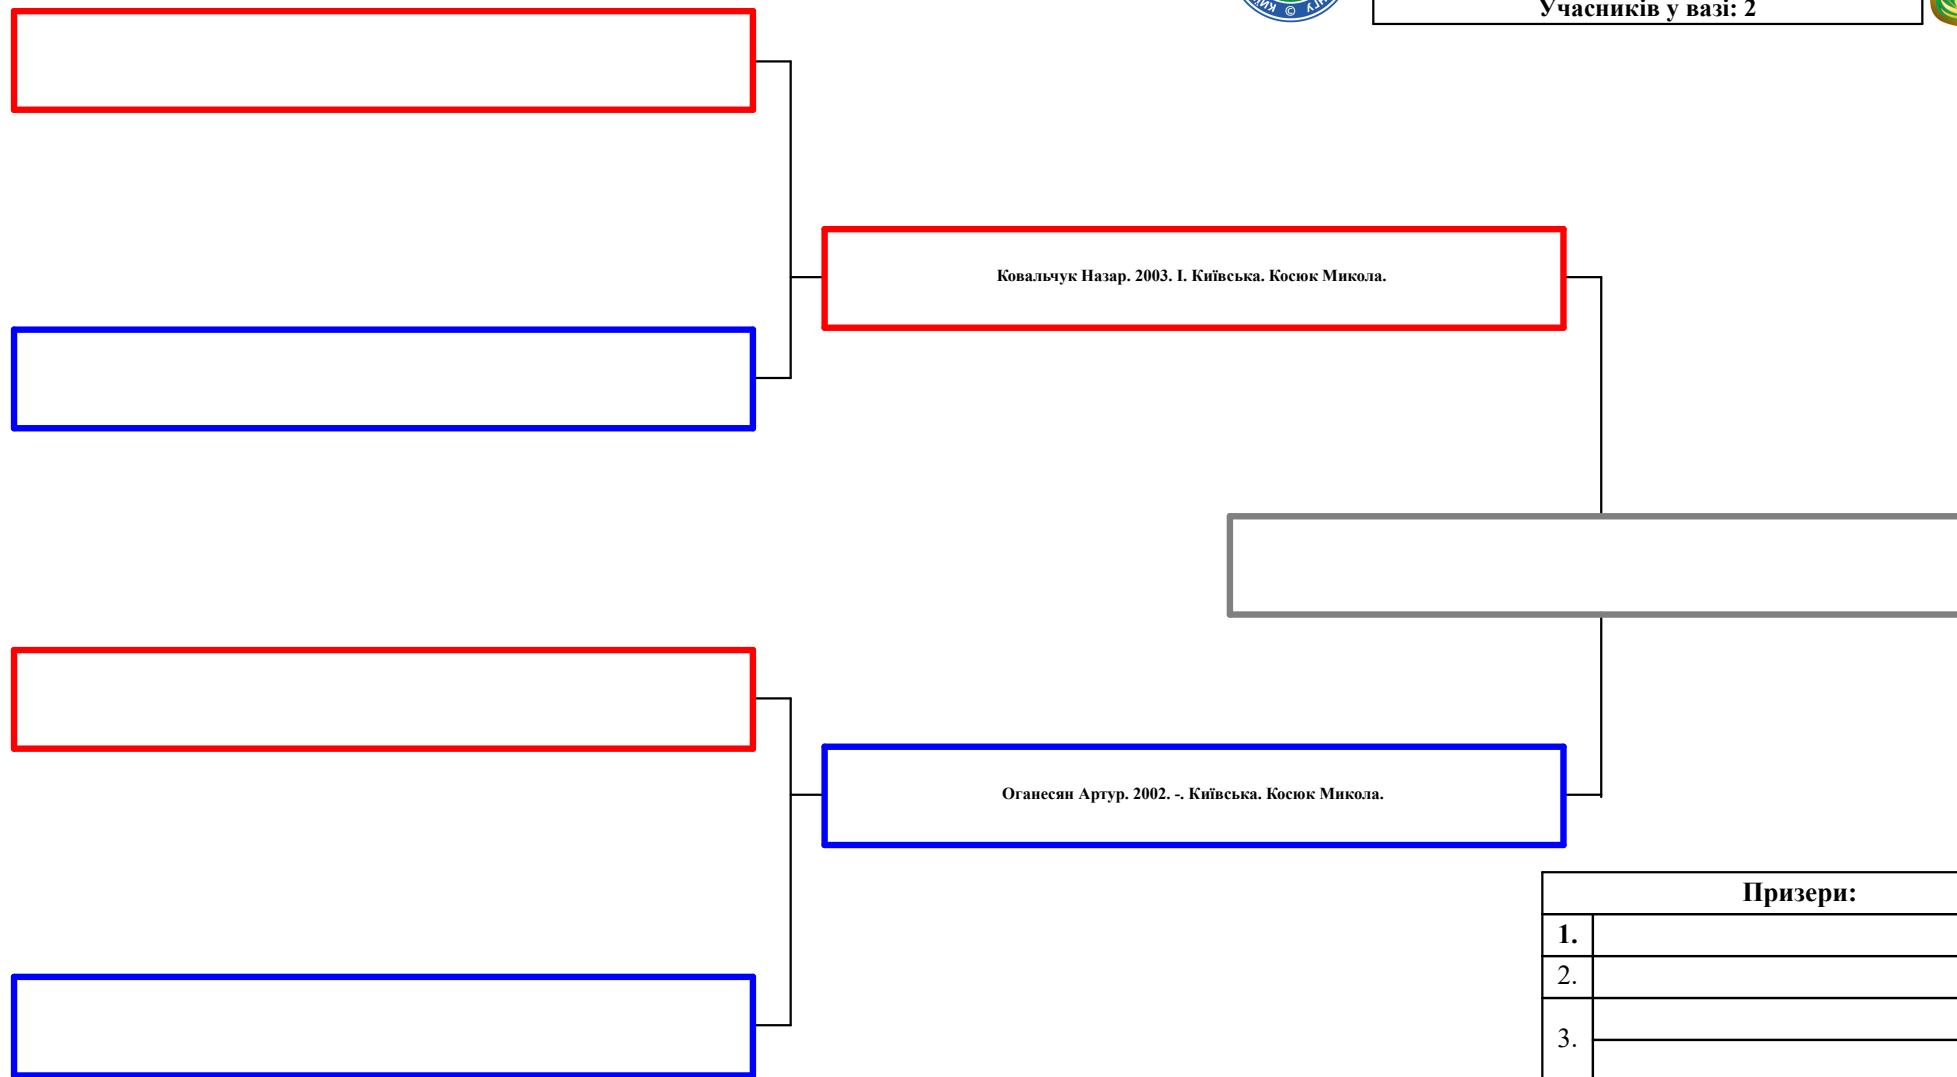 Учасників у вазі: 2
Ковальчук Назар. 2003. І. Київська. Косюк Микола.
Оганесян Артур. 2002. -. Київська. Косюк Микола.
Призери:
1.
2.
3.